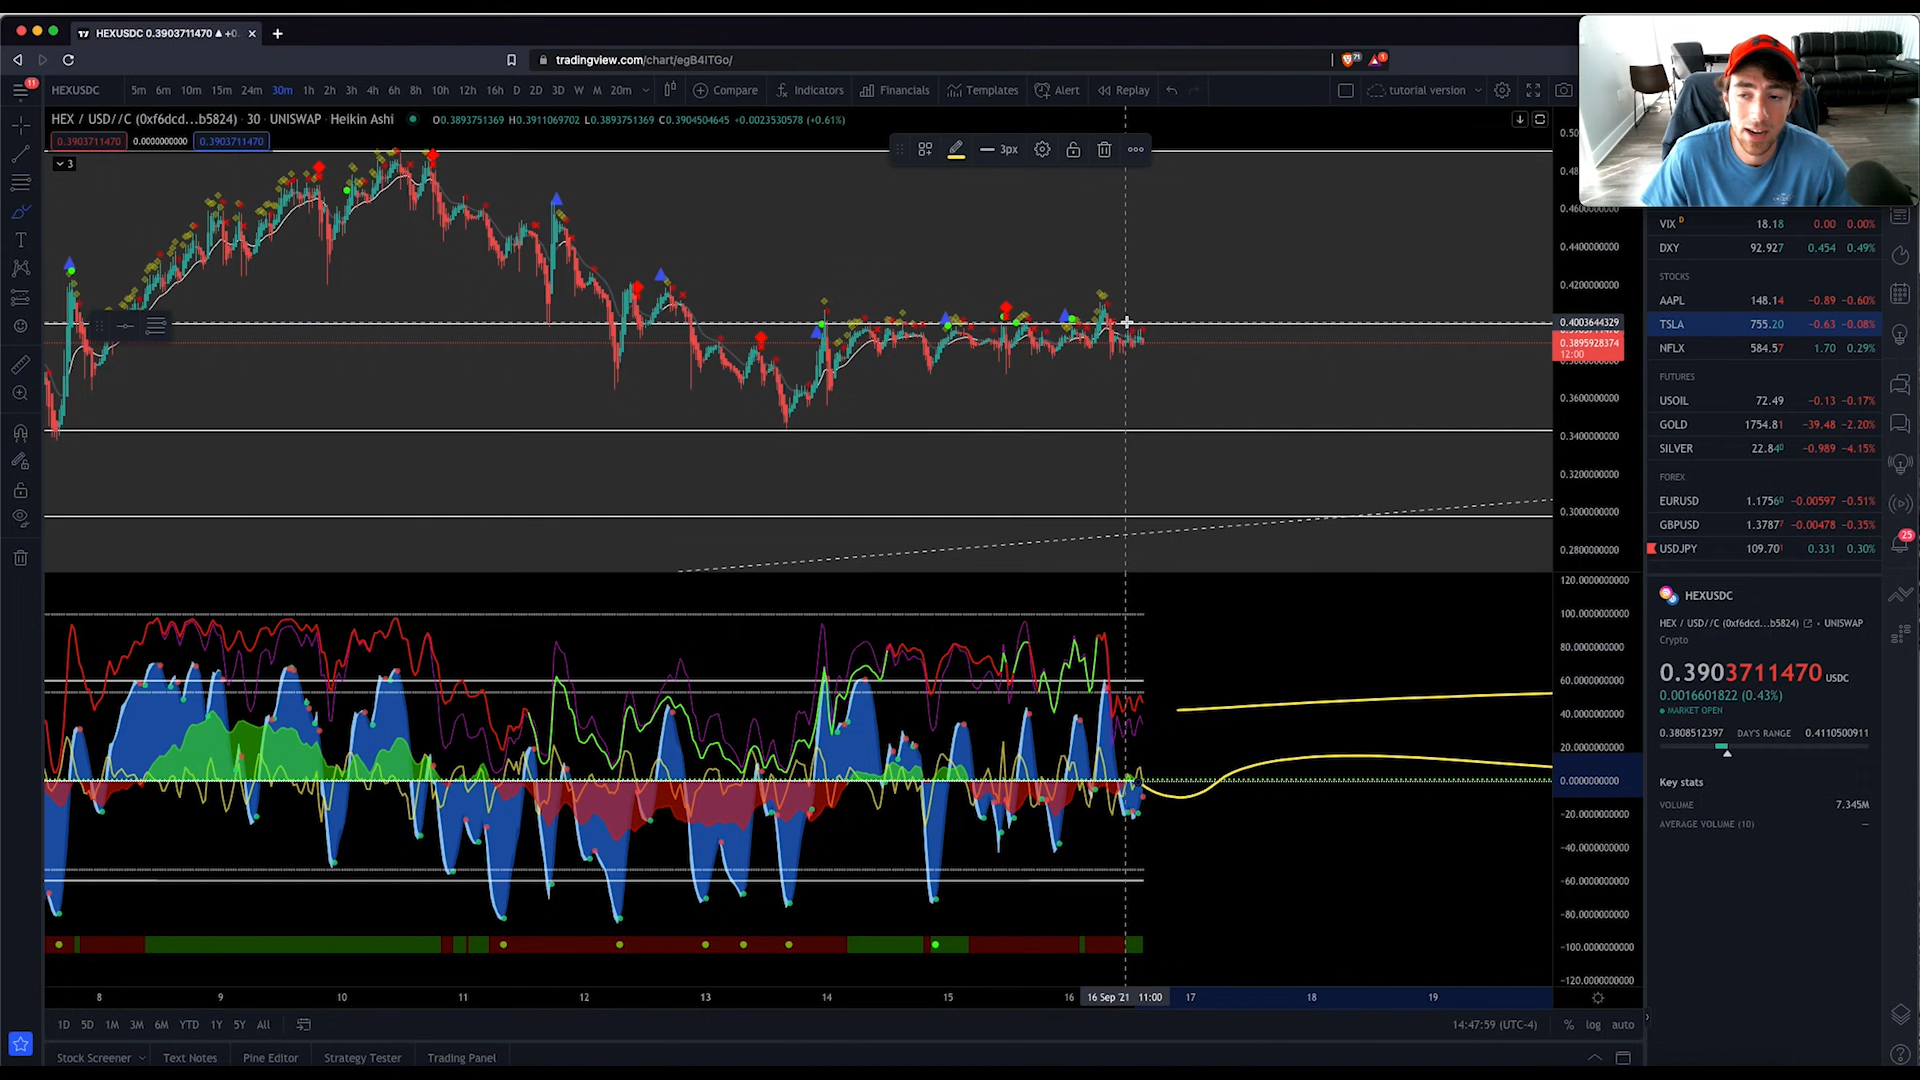 HEXUSDC 0.3903711470 ▲ +0.
tradingview.com/chart/egB4lTGo/
71
1
11
HEXUSDC 5m 6m 10m 15m 24m 30m 1h 2h 3h 4h 6h 8h 10h 12h 16h D 2D 3D W M 20m Compare Indicators Financials Templates Alert Replay tutorial version
HEX / USD//C (0xf6dcd...b5824) · 30 · UNISWAP · Heikin Ashi O0.3893751369 H0.3911069702 L0.3893751369 C0.3904504645 +0.0023530578 (+0.61%)
0.3903711470 0.0000000000 0.3903711470
3px
3
0.4600000000
0.4400000000
0.4200000000
0.4003644329
0.3895928374
12:00
0.3600000000
0.3400000000
0.3200000000
0.3000000000
0.2800000000
120.0000000000
100.0000000000
80.0000000000
60.0000000000
40.0000000000
20.0000000000
0.0000000000
-20.0000000000
-40.0000000000
-60.0000000000
-80.0000000000
-100.0000000000
-120.0000000000
8 9 10 11 12 13 14 15 16 16 Sep '21 11:00 17 18 19
1D 5D 1M 3M 6M YTD 1Y 5Y All
14:47:59 (UTC-4) % log auto
Stock Screener Text Notes Pine Editor Strategy Tester Trading Panel
VIX D 18.18 0.00 0.00%
DXY 92.927 0.454 0.49%
STOCKS
AAPL 148.14 -0.89 -0.60%
TSLA 755.20 -0.63 -0.08%
NFLX 584.57 1.70 0.29%
FUTURES
USOIL 72.49 -0.13 -0.17%
GOLD 1754.81 -39.48 -2.20%
SILVER 22.840 -0.989 -4.15%
FOREX
EURUSD 1.17560 -0.00597 -0.51%
GBPUSD 1.37877 -0.00478 -0.35%
USDJPY 109.701 0.331 0.30%
25
HEXUSDC
HEX / USD//C (0xf6dcd...b5824) · UNISWAP
Crypto
0.3903711470 USDC
0.0016601822 (0.43%)
MARKET OPEN
0.3808512397 DAY'S RANGE 0.4110500911
Key stats
VOLUME 7.345M
AVERAGE VOLUME (10) —